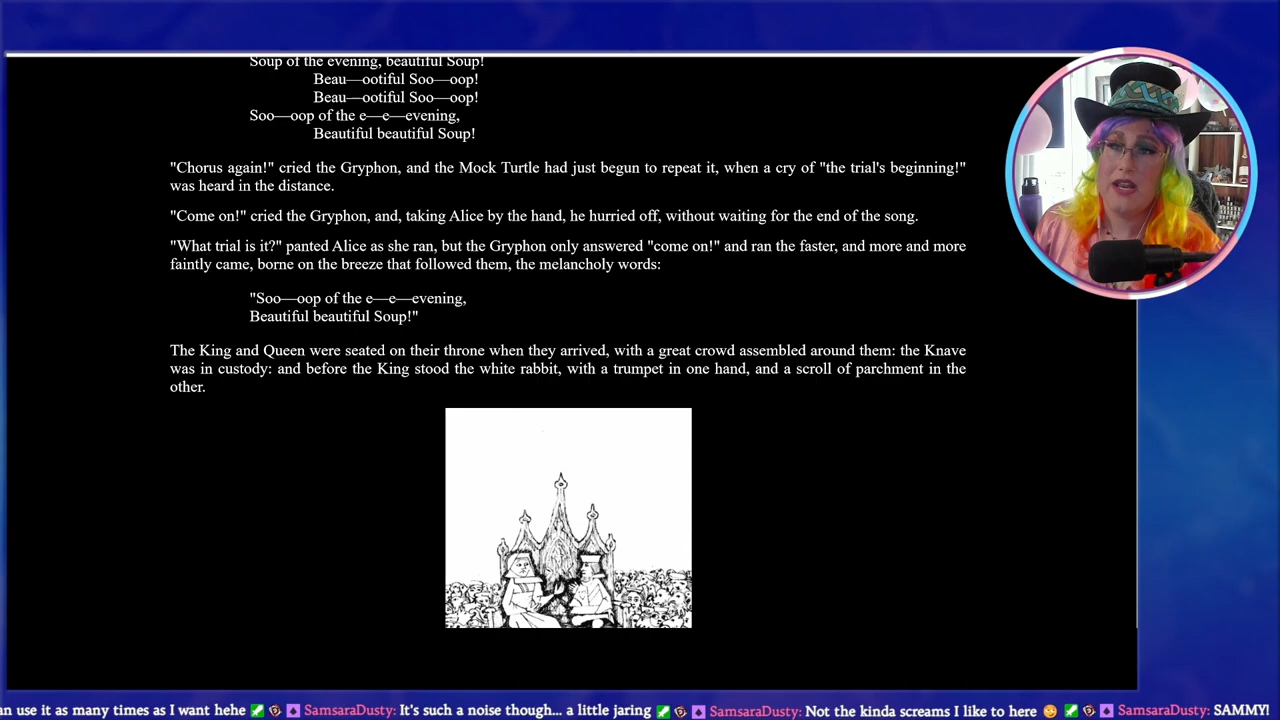 Soup of the evening, beautiful Soup!
Beau—ootiful Soo—oop!
Beau—ootiful Soo—oop!
Soo—oop of the e—e—evening,
Beautiful beautiful Soup!
"Chorus again!" cried the Gryphon, and the Mock Turtle had just begun to repeat it, when a cry of "the trial's beginning!"
was heard in the distance.
"Come on!" cried the Gryphon, and, taking Alice by the hand, he hurried off, without waiting for the end of the song.
"What trial is it?" panted Alice as she ran, but the Gryphon only answered "come on!" and ran the faster, and more and more
faintly came, borne on the breeze that followed them, the melancholy words:
"Soo—oop of the e—e—evening,
Beautiful beautiful Soup!"
The King and Queen were seated on their throne when they arrived, with a great crowd assembled around them: the Knave
was in custody: and before the King stood the white rabbit, with a trumpet in one hand, and a scroll of parchment in the
other.
an use it as many times as I want hehe SamsaraDusty: It's such a noise though... a little jaring SamsaraDusty: Not the kinda screams I like to here SamsaraDusty: SAMMY!